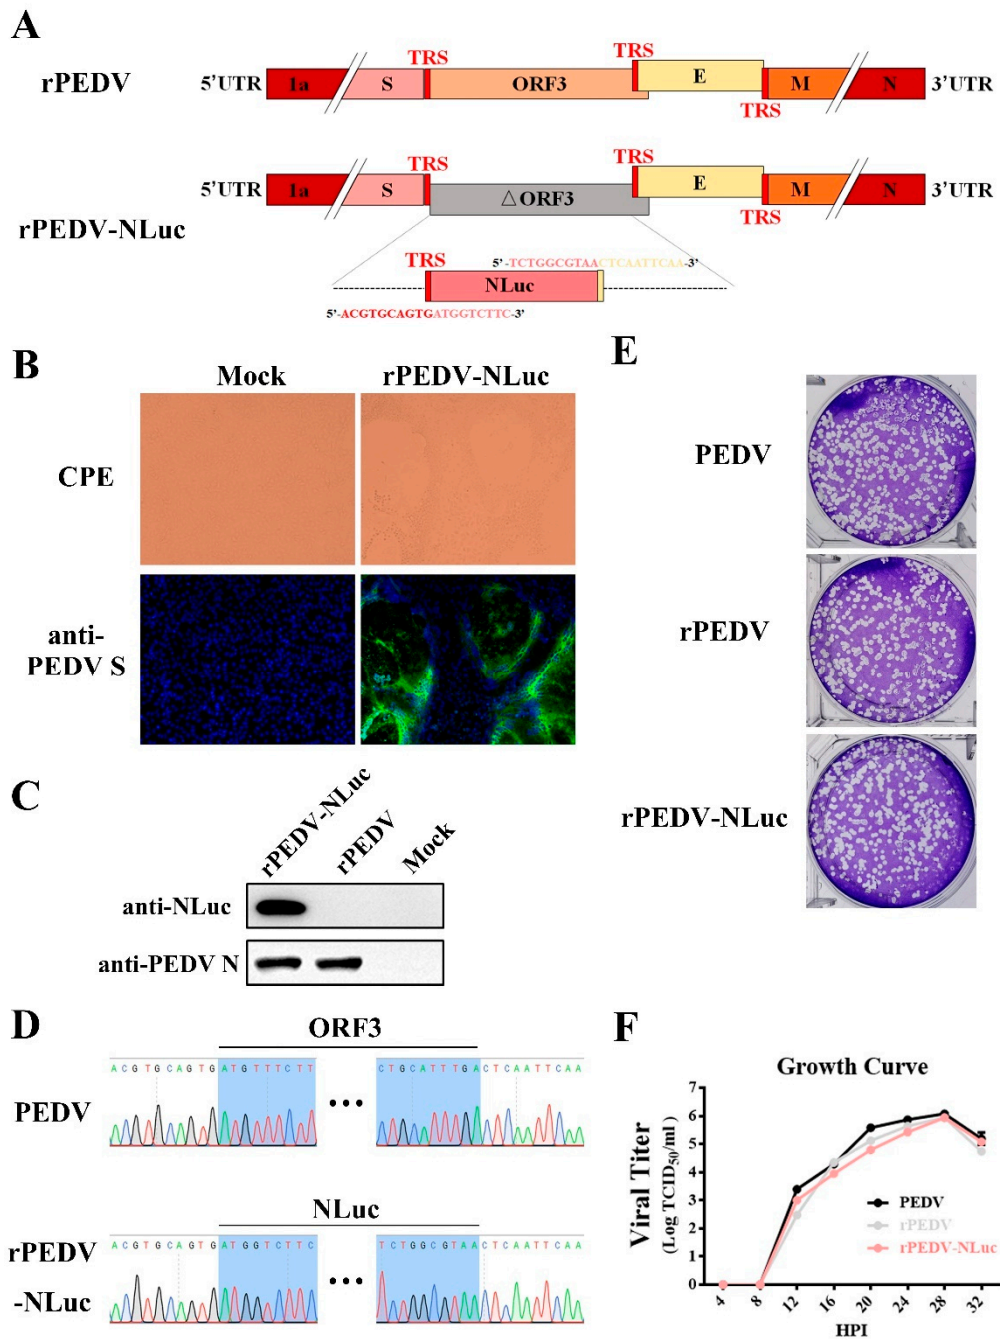 A
rPEDV
5'UTR 1a S TRS ORF3 TRS E TRS M N 3'UTR
rPEDV-NLuc
5'UTR 1a S TRS △ORF3 TRS E TRS M N 3'UTR
TRS NLuc
5'-TCTGGCGTAACTCAATTCAA-3'
5'-ACGTGCAGTGATGGTCTTC-3'
B
Mock rPEDV-NLuc
CPE
anti-
PEDV S
C
rPEDV-NLuc rPEDV Mock
anti-NLuc
anti-PEDV N
D
ORF3
ACGTGCAGTGATGTTTCTT CTGCATTTGACTCAATTCAA
PEDV
•••
NLuc
ACGTGCAGTGATGGTCTTC TCTGGCGTAACTCAATTCAA
rPEDV
-NLuc
•••
E
PEDV
rPEDV
rPEDV-NLuc
F
Growth Curve
Viral Titer
(Log TCID50/ml )
7
6
5
4
3
2
1
0
PEDV
rPEDV
rPEDV-NLuc
4 8 12 16 20 24 28 32
HPI